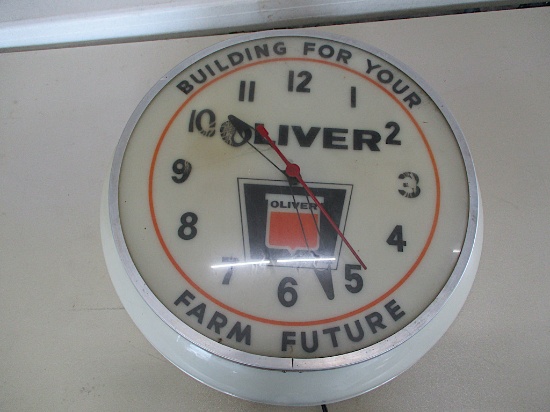 BUILDING FOR YOUR
11 12 1
10 OLIVER 2
9 3
OLIVER
8 4
7 6 5
FARM FUTURE